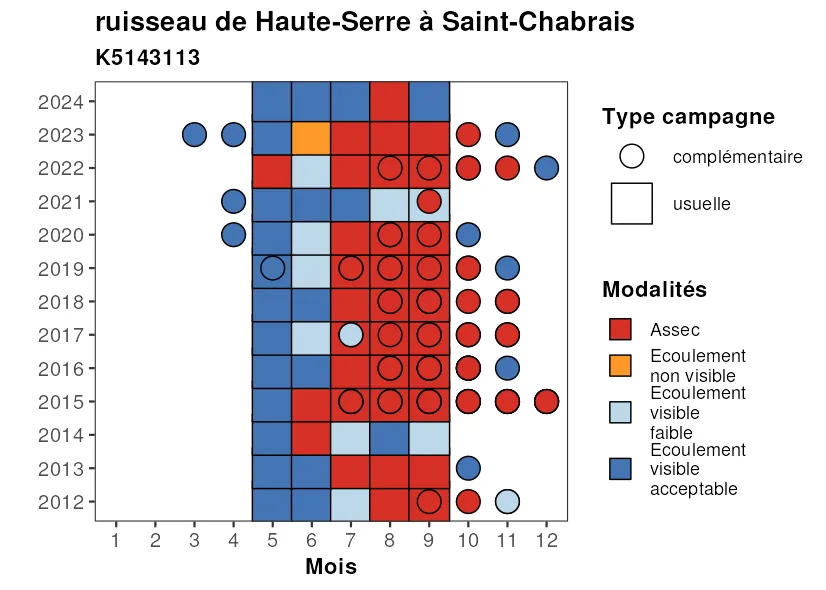 ruisseau de Haute-Serre à Saint-Chabrais
K5143113
2024
2023
2022
2021
2020
2019
2018
2017
2016
2015
2014
2013
2012
1 2 3 4 5 6 7 8 9 10 11 12
Mois
Type campagne
complémentaire
usuelle
Modalités
Assec
Ecoulement
non visible
Ecoulement
visible
faible
Ecoulement
visible
acceptable